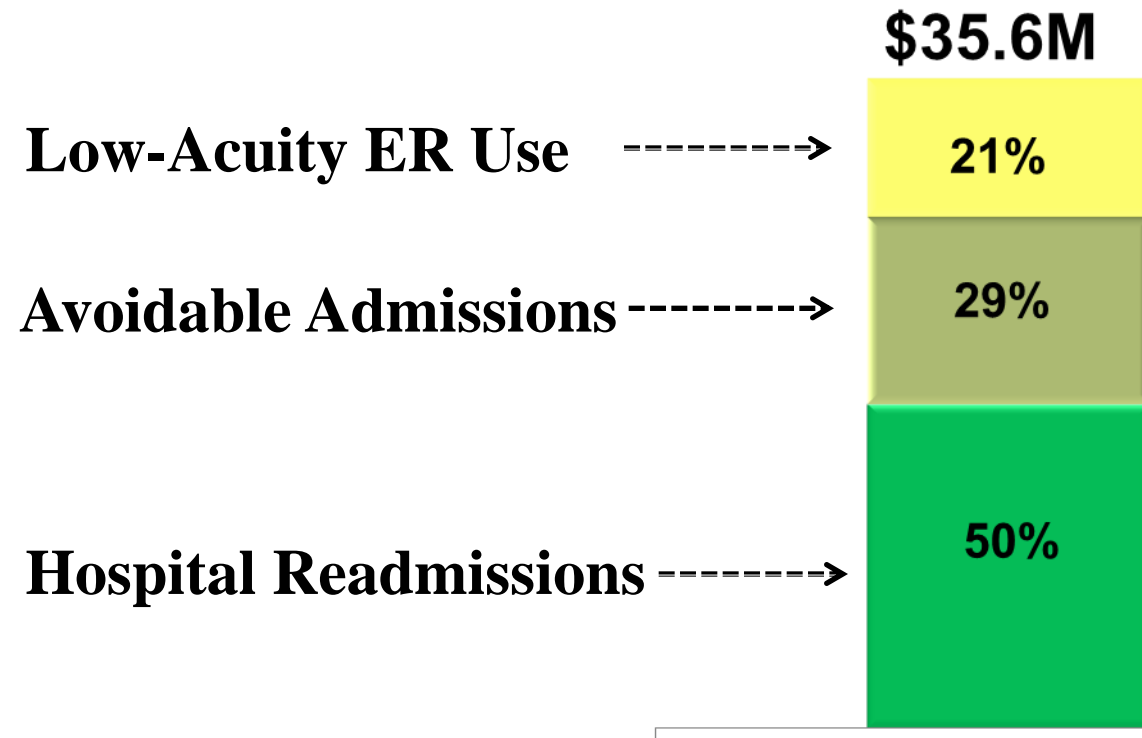 $35.6M
Low-Acuity ER Use
21%
Avoidable Admissions
29%
Hospital Readmissions
50%